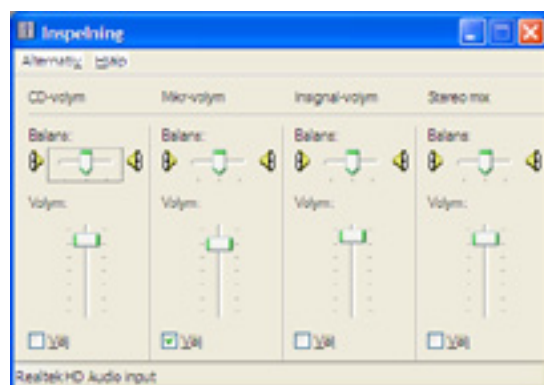 Inspelning
Alternativ Hjälp
CD-volym Mikr-volym Insignal-volym Stereo mix
Balans: Balans: Balans: Balans:
Volym: Volym: Volym: Volym:
Välj Välj Välj Välj
Realtek HD Audio input